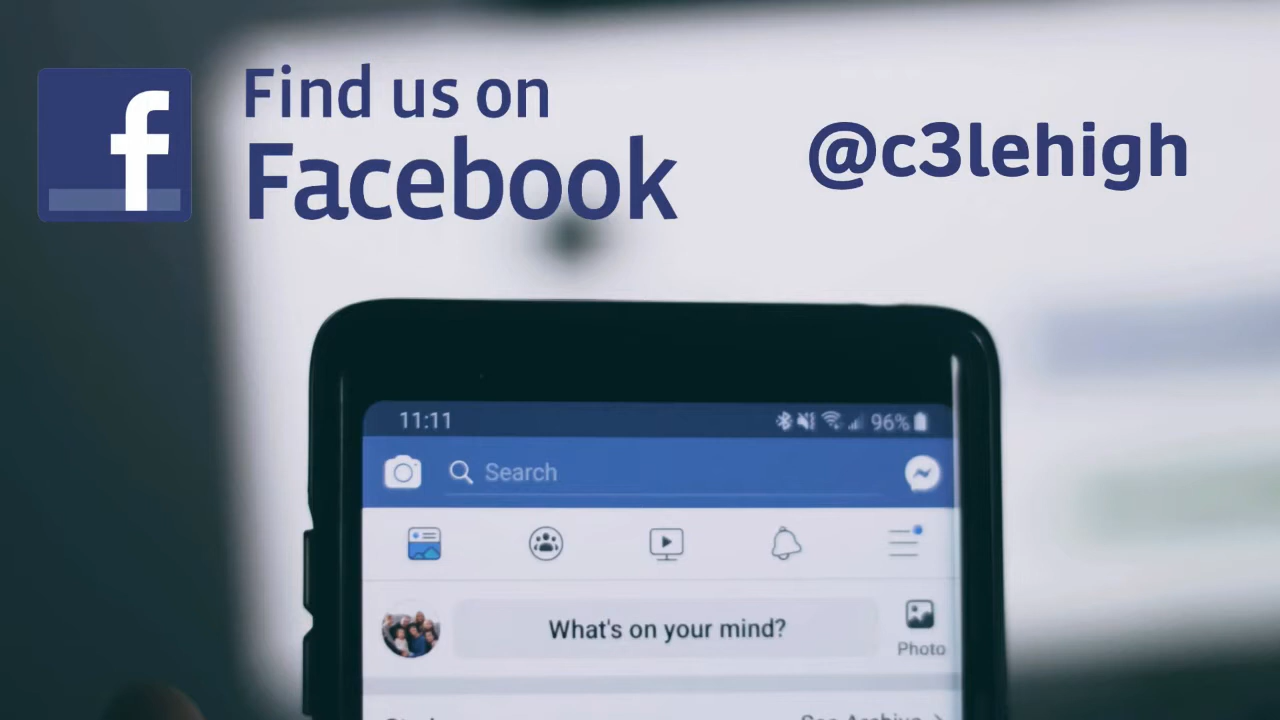 f
Find us on
Facebook
@c3lehigh
11:11
96%
Search
What's on your mind?
Photo